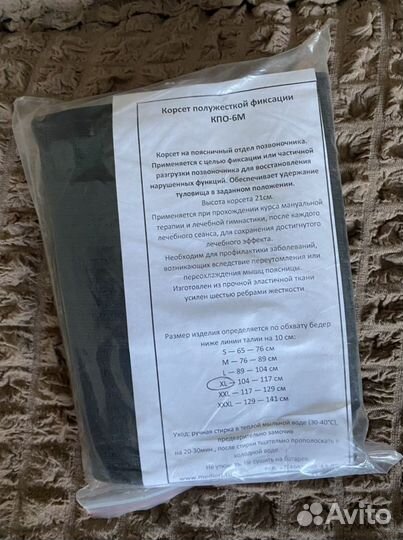 Корсет полужесткой фиксации
КПО-6М
Корсет на поясничный отдел позвоночника.
Применяется с целью фиксации или частичной
разгрузки позвоночника для восстановления
нарушенных функций. Обеспечивает удержание
туловища в заданном положении.
Высота корсета 21см.
Применяется при прохождении курса мануальной
терапии и лечебной гимнастики, после каждого
лечебного сеанса, для сохранения достигнутого
лечебного эффекта.
Необходим для профилактики заболеваний,
возникающих вследствие переутомления или
переохлаждения мышц поясницы.
Изготовлен из прочной эластичной ткани
усилен шестью ребрами жесткости
Размер изделия определяется по обхвату бедер
ниже линии талии на 10 см:
S — 65 — 76 см
M — 76 — 89 см
L — 89 — 104 см
XL — 104 — 117 см
XXL — 117 — 129 см
XXXL — 129 — 141 см
Уход: ручная стирка в теплой мыльной воде (30-40°С),
предварительно замочив
на 20-30мин., после стирки тщательно прополоскать в
холодной воде.
Не сушить на батарее
Avito